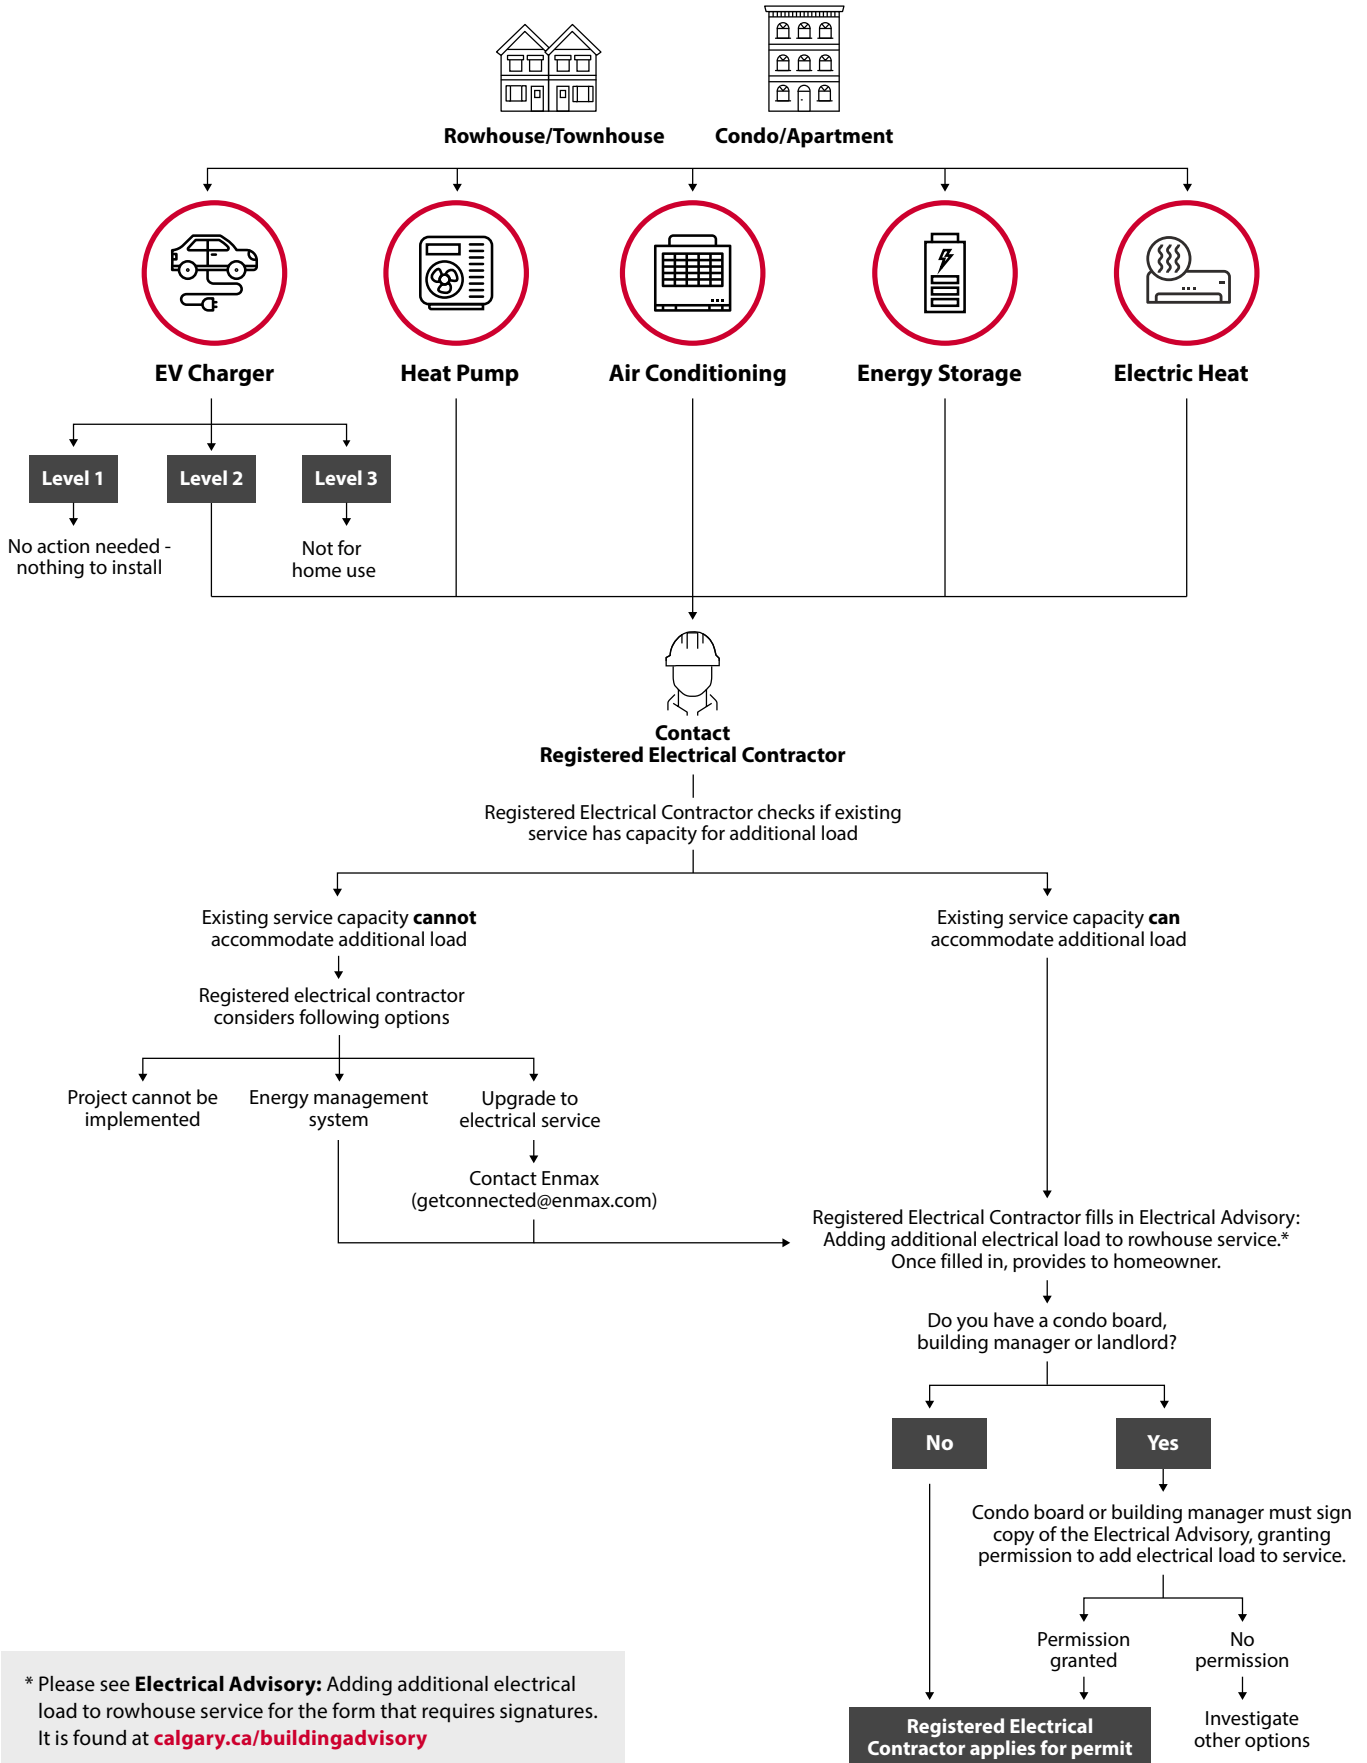 Rowhouse/Townhouse
Condo/Apartment
EV Charger
Heat Pump
Air Conditioning
Energy Storage
Electric Heat
Level 1
Level 2
Level 3
No action needed -
nothing to install
Not for
home use
Contact
Registered Electrical Contractor
Registered Electrical Contractor checks if existing
service has capacity for additional load
Existing service capacity cannot
accommodate additional load
Existing service capacity can
accommodate additional load
Registered electrical contractor
considers following options
Project cannot be
implemented
Energy management
system
Upgrade to
electrical service
Contact Enmax
(getconnected@enmax.com)
Registered Electrical Contractor fills in Electrical Advisory:
Adding additional electrical load to rowhouse service.*
Once filled in, provides to homeowner.
Do you have a condo board,
building manager or landlord?
No
Yes
Condo board or building manager must sign
copy of the Electrical Advisory, granting
permission to add electrical load to service.
Permission
granted
No
permission
Registered Electrical
Contractor applies for permit
Investigate
other options
* Please see Electrical Advisory: Adding additional electrical
load to rowhouse service for the form that requires signatures.
It is found at calgary.ca/buildingadvisory